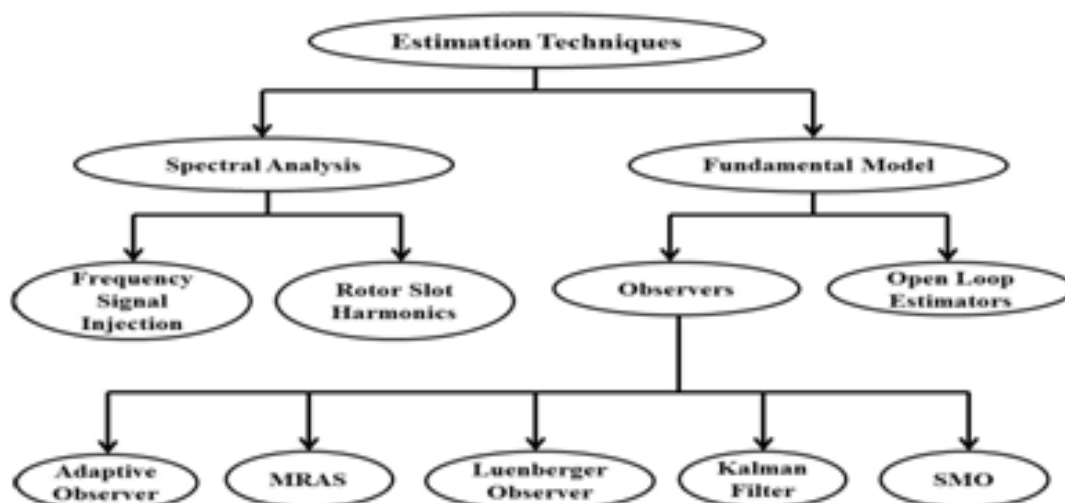 Estimation Techniques
Spectral Analysis
Fundamental Model
Frequency
Signal
Injection
Rotor Slot
Harmonics
Observers
Open Loop
Estimators
Adaptive
Observer
MRAS
Luenberger
Observer
Kalman
Filter
SMO